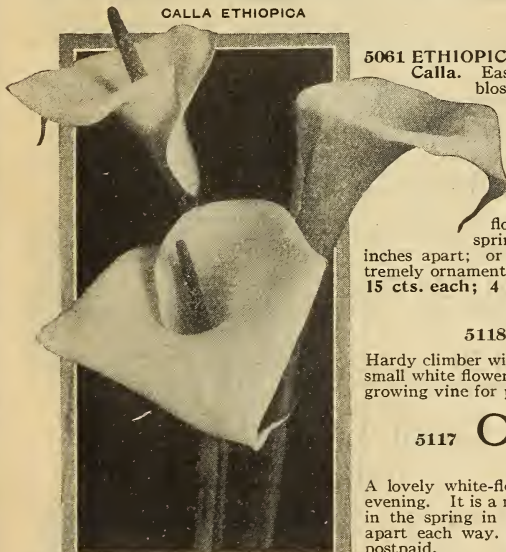 CALLA ETHIOPICA
5061 ETHIOPIC
Calla. Eas
blos
flo
sprin
inches apart; or
tremely ornament
15 cts. each; 4
5118
Hardy climber wi
small white flower
growing vine for
5117 O
A lovely white-flo
evening. It is a
in the spring in
apart each way.
postpaid.